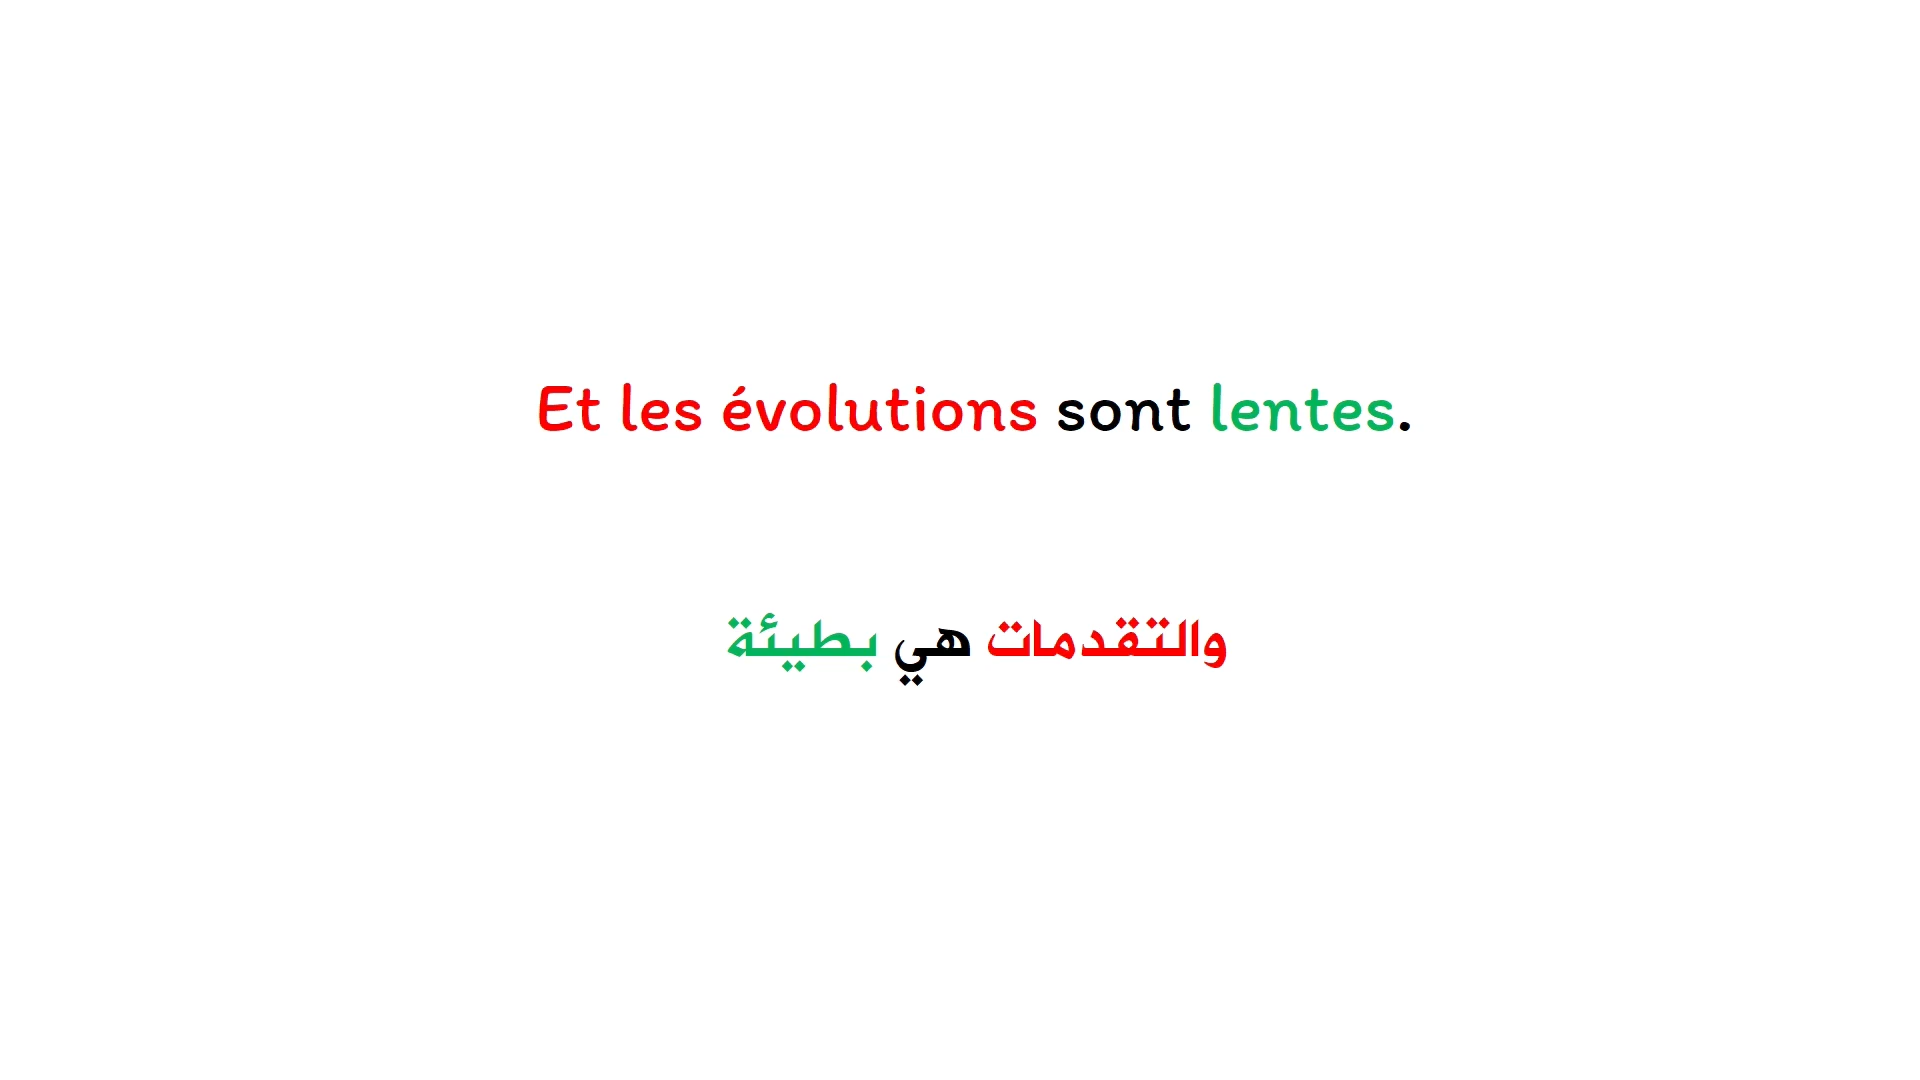 Et les évolutions sont lentes.
والتقدمات هي بطيئة